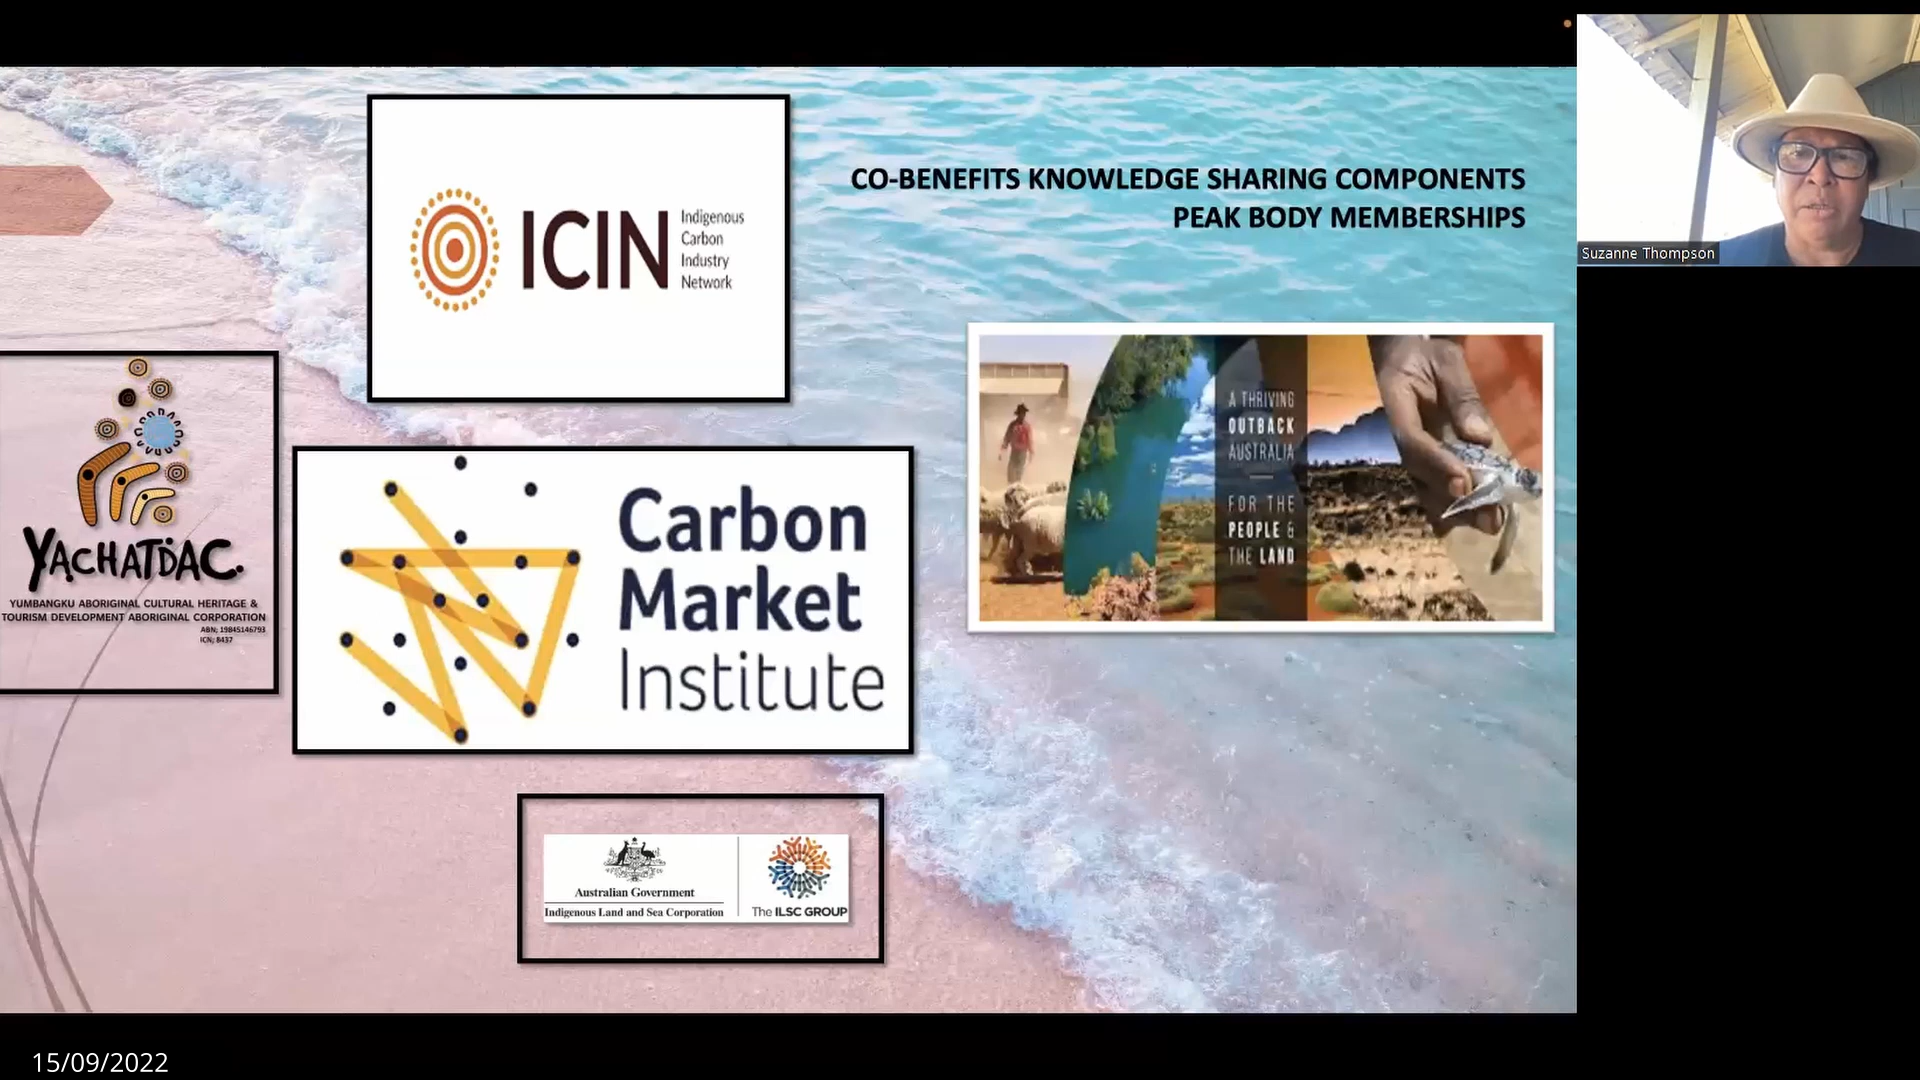 CO-BENEFITS KNOWLEDGE SHARING COMPONENTS
PEAK BODY MEMBERSHIPS
Suzanne Thompson
ICIN
Indigenous
Carbon
Industry
Network
A THRIVING
OUTBACK
AUSTRALIA
FOR THE
PEOPLE &
THE LAND
YACHATDAC.
YUMBANGKU ABORIGINAL CULTURAL HERITAGE &
TOURISM DEVELOPMENT ABORIGINAL CORPORATION
ABN; 19845146793
ICN; 8437
Carbon
Market
Institute
Australian Government
Indigenous Land and Sea Corporation
The ILSC GROUP
15/09/2022